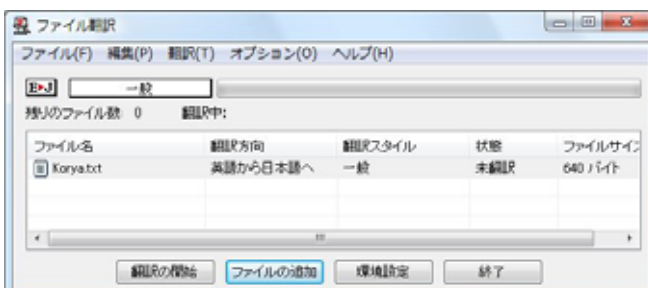 ファイル翻訳
ファイル(F) 編集(P) 翻訳(T) オプション(O) ヘルプ(H)
E▸J 一般
残りのファイル数: 0 翻訳中:
ファイル名 翻訳方向 翻訳スタイル 状態 ファイルサイズ
Korya.txt 英語から日本語へ 一般 未翻訳 640 バイト
翻訳の開始 ファイルの追加 環境設定 終了